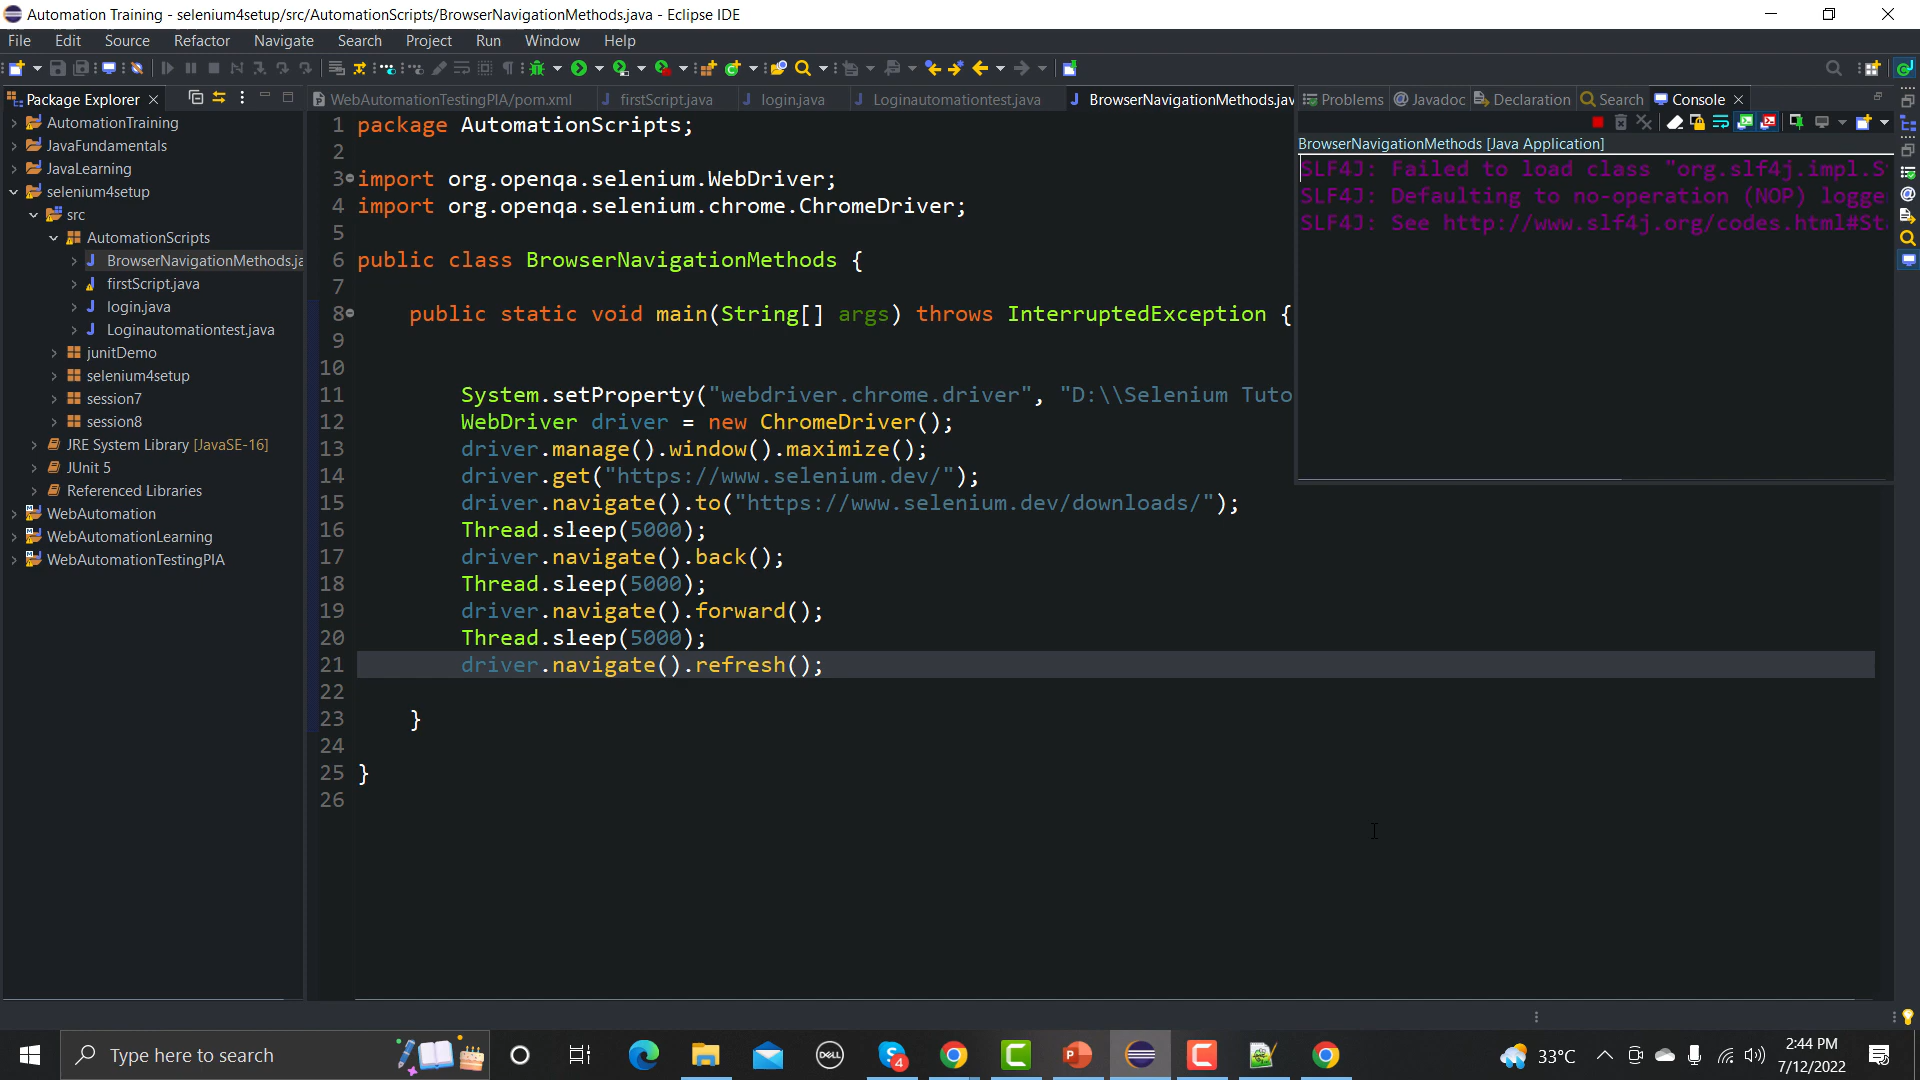 Automation Training - selenium4setup/src/AutomationScripts/BrowserNavigationMethods.java - Eclipse IDE
File Edit Source Refactor Navigate Search Project Run Window Help
Package Explorer
WebAutomationTestingPIA/pom.xml firstScript.java login.java Loginautomationtest.java BrowserNavigationMethods.jav
Problems Javadoc Declaration Search Console
AutomationTraining
JavaFundamentals
JavaLearning
selenium4setup
src
AutomationScripts
BrowserNavigationMethods.ja
firstScript.java
login.java
Loginautomationtest.java
junitDemo
selenium4setup
session7
session8
JRE System Library [JavaSE-16]
JUnit 5
Referenced Libraries
WebAutomation
WebAutomationLearning
WebAutomationTestingPIA
1 package AutomationScripts;
2
3 import org.openqa.selenium.WebDriver;
4 import org.openqa.selenium.chrome.ChromeDriver;
5
6 public class BrowserNavigationMethods {
7
8 public static void main(String[] args) throws InterruptedException {
9
10
11 System.setProperty("webdriver.chrome.driver", "D:\\Selenium Tuto
12 WebDriver driver = new ChromeDriver();
13 driver.manage().window().maximize();
14 driver.get("https://www.selenium.dev/");
15 driver.navigate().to("https://www.selenium.dev/downloads/");
16 Thread.sleep(5000);
17 driver.navigate().back();
18 Thread.sleep(5000);
19 driver.navigate().forward();
20 Thread.sleep(5000);
21 driver.navigate().refresh();
22
23 }
24
25 }
26
BrowserNavigationMethods [Java Application]
SLF4J: Failed to load class "org.slf4j.impl.S
SLF4J: Defaulting to no-operation (NOP) logge
SLF4J: See http://www.slf4j.org/codes.html#St
Type here to search
DELL
4
33°C
2:44 PM
7/12/2022